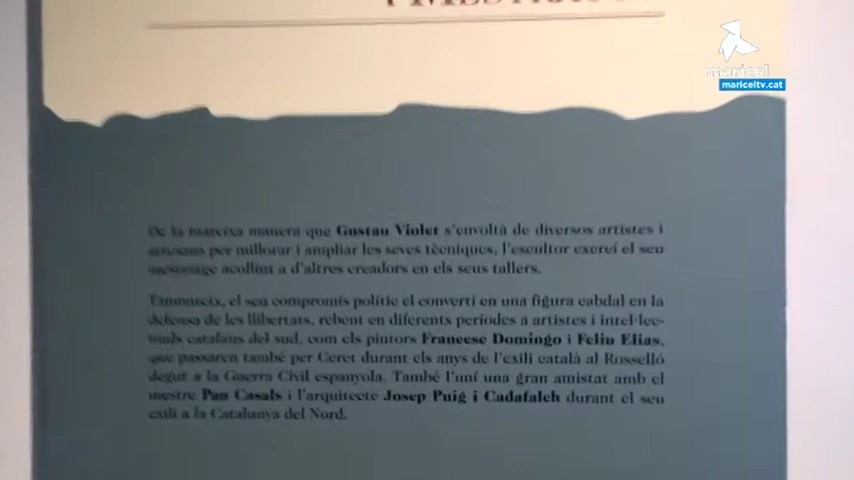 maricel
mariceltv.cat
De la mateixa manera que Gustau Violet s'envoltà de diversos artistes i
artesans per millorar i ampliar les seves tècniques, l'escultor exercí el seu
mestratge acollint a d'altres creadors en els seus tallers.
Tanmateix, el seu compromís polític el convertí en una figura cabdal en la
defensa de les llibertats, rebent en diferents períodes a artistes i intel·lec-
tuals catalans del sud, com els pintors Francesc Domingo i Feliu Elias,
que passaren també per Ceret durant els anys de l'exili català al Rosselló
degut a la Guerra Civil espanyola. També l'uní una gran amistat amb el
mestre Pau Casals i l'arquitecte Josep Puig i Cadafalch durant el seu
exili a la Catalunya del Nord.